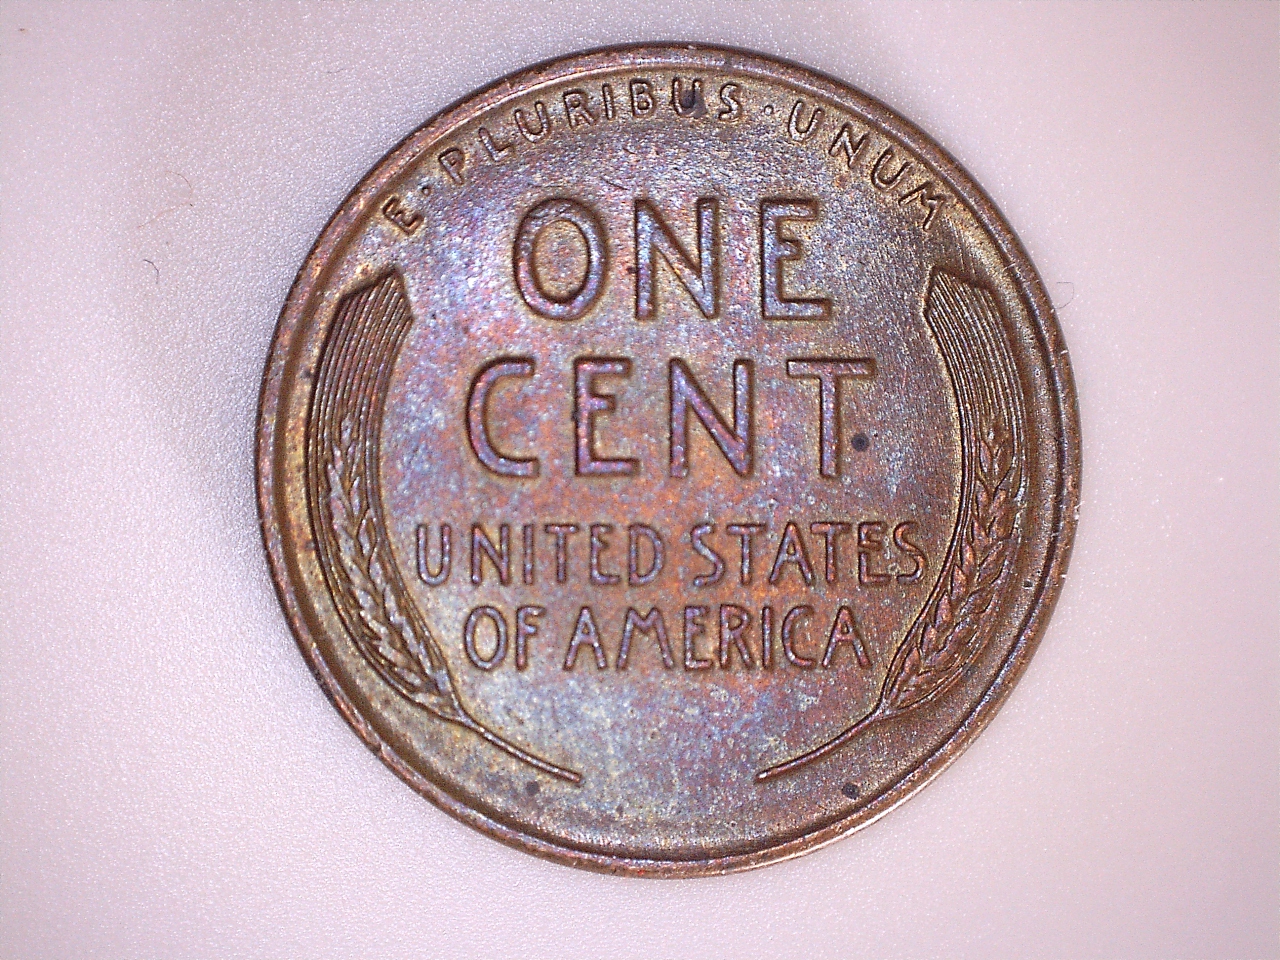 E·PLURIBUS·UNUM
ONE
CENT
UNITED STATES
OF AMERICA